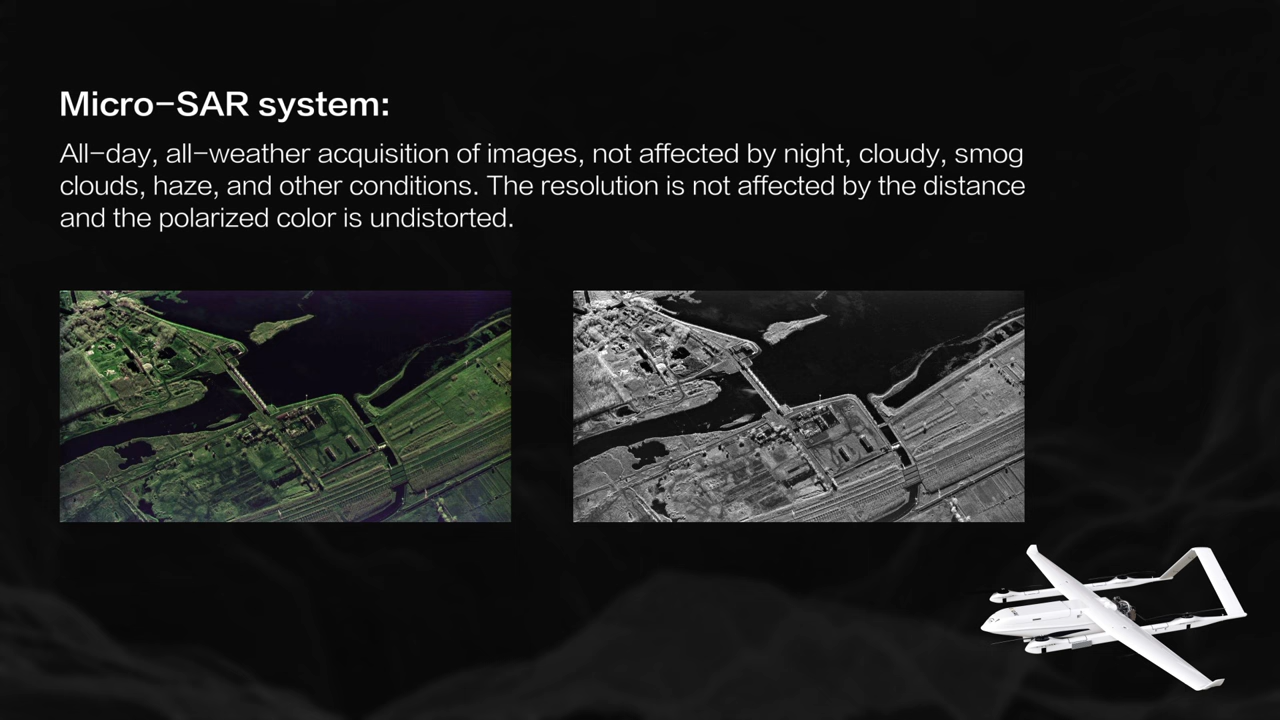 Micro-SAR system:
All-day, all-weather acquisition of images, not affected by night, cloudy, smog
clouds, haze, and other conditions. The resolution is not affected by the distance
and the polarized color is undistorted.